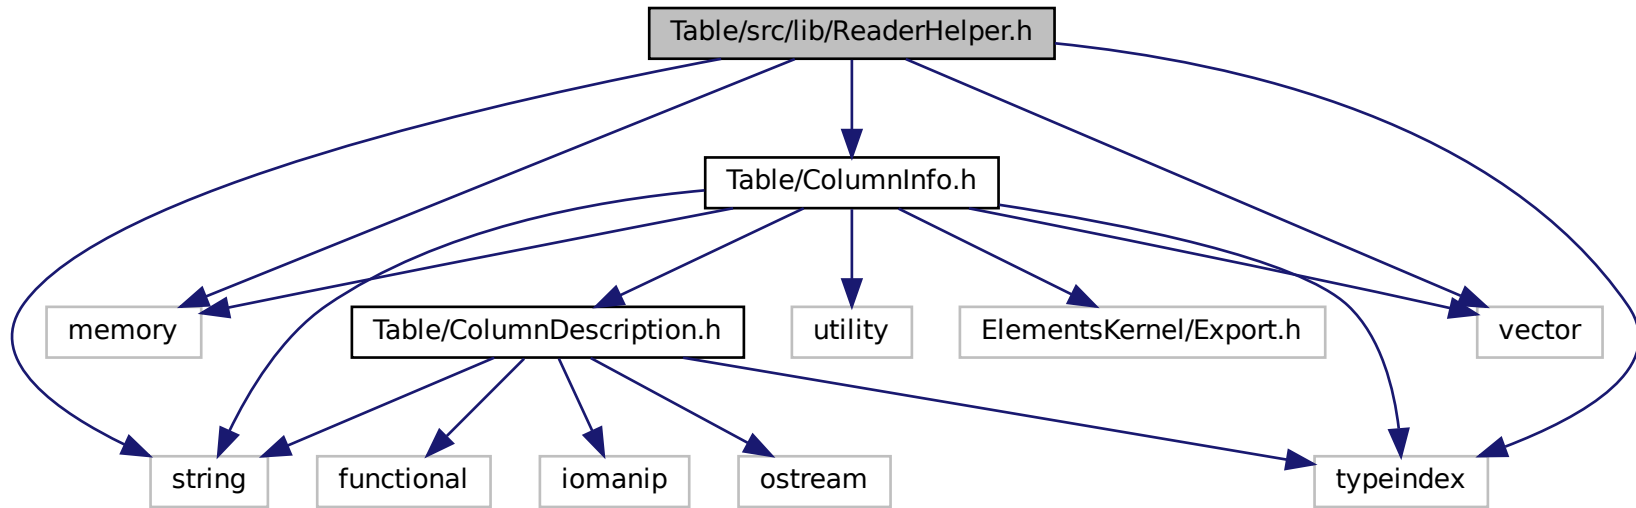 Table/src/lib/ReaderHelper.h
Table/ColumnInfo.h
memory
Table/ColumnDescription.h
utility
ElementsKernel/Export.h
vector
string
functional
iomanip
ostream
typeindex